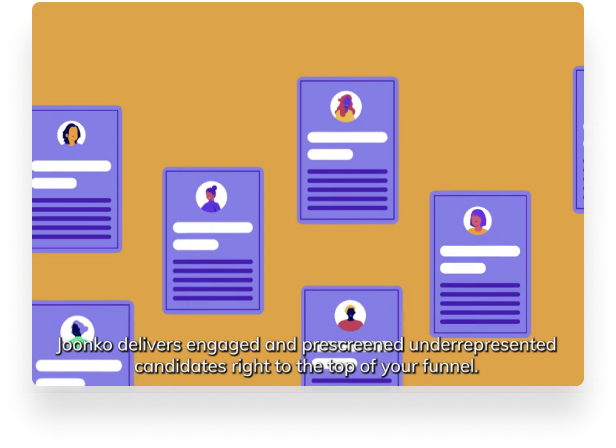 Joonko delivers engaged and prescreened underrepresented
candidates right to the top of your funnel.